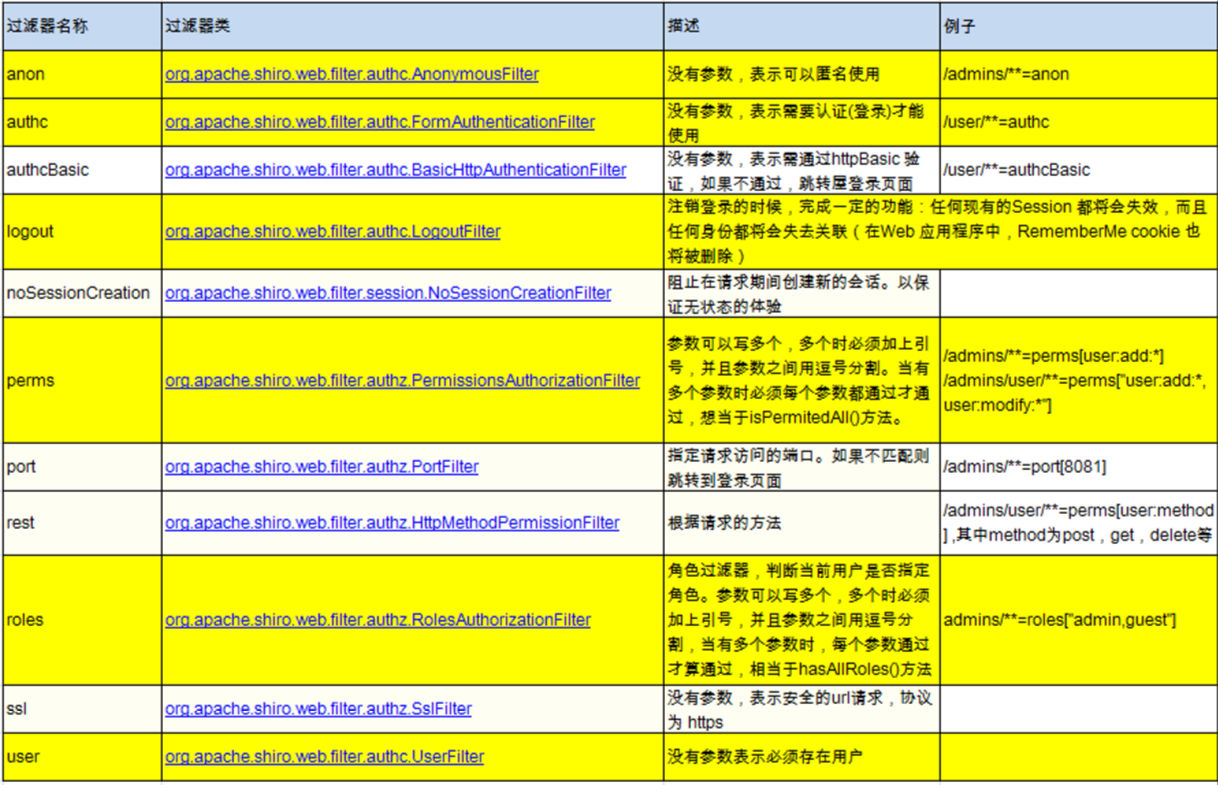 过滤器名称 过滤器类 描述 例子
anon org.apache.shiro.web.filter.authc.AnonymousFilter 没有参数，表示可以匿名使用 /admins/**=anon
authc org.apache.shiro.web.filter.authc.FormAuthenticationFilter 没有参数，表示需要认证(登录)才能
使用 /user/**=authc
authcBasic org.apache.shiro.web.filter.authc.BasicHttpAuthenticationFilter 没有参数，表示需通过httpBasic 验
证，如果不通过，跳转屋登录页面 /user/**=authcBasic
logout org.apache.shiro.web.filter.authc.LogoutFilter 注销登录的时候，完成一定的功能：任何现有的Session 都将会失效，而且
任何身份都将会失去关联（在Web 应用程序中，RememberMe cookie 也
将被删除）
noSessionCreation org.apache.shiro.web.filter.session.NoSessionCreationFilter 阻止在请求期间创建新的会话。以保
证无状态的体验
perms org.apache.shiro.web.filter.authz.PermissionsAuthorizationFilter 参数可以写多个，多个时必须加上引
号，并且参数之间用逗号分割。当有
多个参数时必须每个参数都通过才通
过，想当于isPermitedAll()方法。
/admins/**=perms[user:add:*]
/admins/user/**=perms["user:add:*,
user:modify:*"]
port org.apache.shiro.web.filter.authz.PortFilter 指定请求访问的端口。如果不匹配则
跳转到登录页面 /admins/**=port[8081]
rest org.apache.shiro.web.filter.authz.HttpMethodPermissionFilter 根据请求的方法 /admins/user/**=perms[user:method
] ,其中method为post，get，delete等
roles org.apache.shiro.web.filter.authz.RolesAuthorizationFilter 角色过滤器，判断当前用户是否指定
角色。参数可以写多个，多个时必须
加上引号，并且参数之间用逗号分
割，当有多个参数时，每个参数通过
才算通过，相当于hasAllRoles()方法
admins/**=roles["admin,guest"]
ssl org.apache.shiro.web.filter.authz.SslFilter 没有参数，表示安全的url请求，协议
为 https
user org.apache.shiro.web.filter.authc.UserFilter 没有参数表示必须存在用户